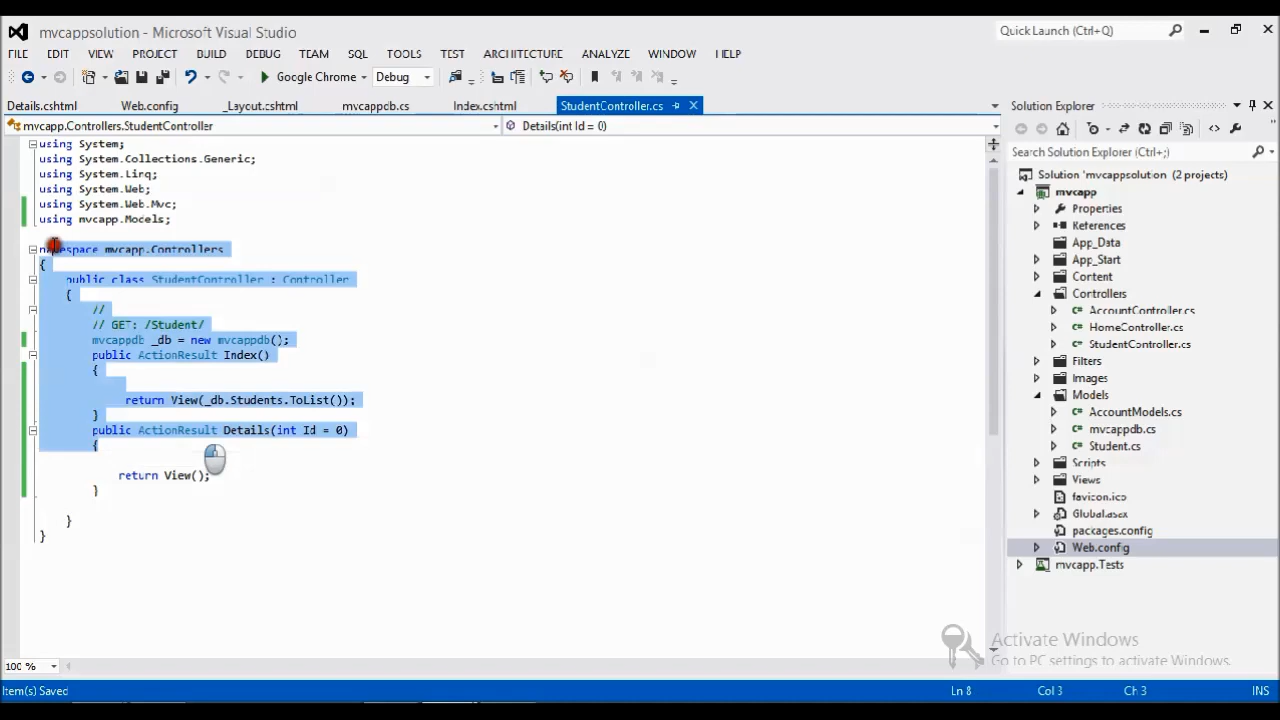 mvcappsolution - Microsoft Visual Studio
Quick Launch (Ctrl+Q)
FILE EDIT VIEW PROJECT BUILD DEBUG TEAM SQL TOOLS TEST ARCHITECTURE ANALYZE WINDOW HELP
Google Chrome Debug
Details.cshtml Web.config _Layout.cshtml mvcappdb.cs Index.cshtml StudentController.cs
mvcapp.Controllers.StudentController Details(int Id = 0)
using System;
using System.Collections.Generic;
using System.Linq;
using System.Web;
using System.Web.Mvc;
using mvcapp.Models;
namespace mvcapp.Controllers
{
public class StudentController : Controller
{
//
// GET: /Student/
mvcappdb _db = new mvcappdb();
public ActionResult Index()
{
return View(_db.Students.ToList());
}
public ActionResult Details(int Id = 0)
{
return View();
}
}
}
Solution Explorer
Search Solution Explorer (Ctrl+;)
Solution 'mvcappsolution' (2 projects)
mvcapp
Properties
References
App_Data
App_Start
Content
Controllers
AccountController.cs
HomeController.cs
StudentController.cs
Filters
Images
Models
AccountModels.cs
mvcappdb.cs
Student.cs
Scripts
Views
favicon.ico
Global.asax
packages.config
Web.config
mvcapp.Tests
Activate Windows
Go to PC settings to activate Windows.
100 %
Item(s) Saved Ln 8 Col 3 Ch 3 INS